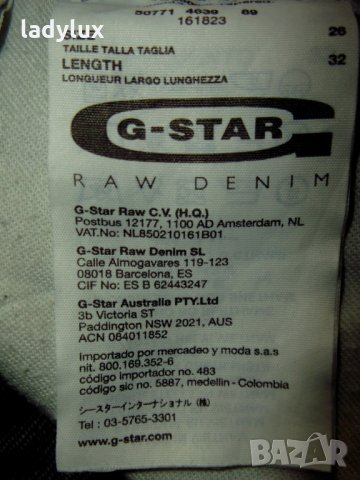 ladylux
50771 4639 89
161823
26
TAILLE TALLA TAGLIA
LENGTH 32
LONGUEUR LARGO LUNGHEZZA
G-STAR
RAW DENIM
G-Star Raw C.V. (H.Q.)
Postbus 12177, 1100 AD Amsterdam, NL
VAT.No: NL850210161B01
G-Star Raw Denim SL
Calle Almogavares 119-123
08018 Barcelona, ES
CIF No: ES B 62443247
G-Star Australia PTY.Ltd
3b Victoria ST
Paddington NSW 2021, AUS
ACN 084011852
importado por mercadeo y moda s.a.s
nit. 800.169.352-6
código importador no. 483
código sic no. 5887, medellin - Colombia
シースターインターナショナル (株)
Tel : 03-5765-3301
www.g-star.com
BAZAR